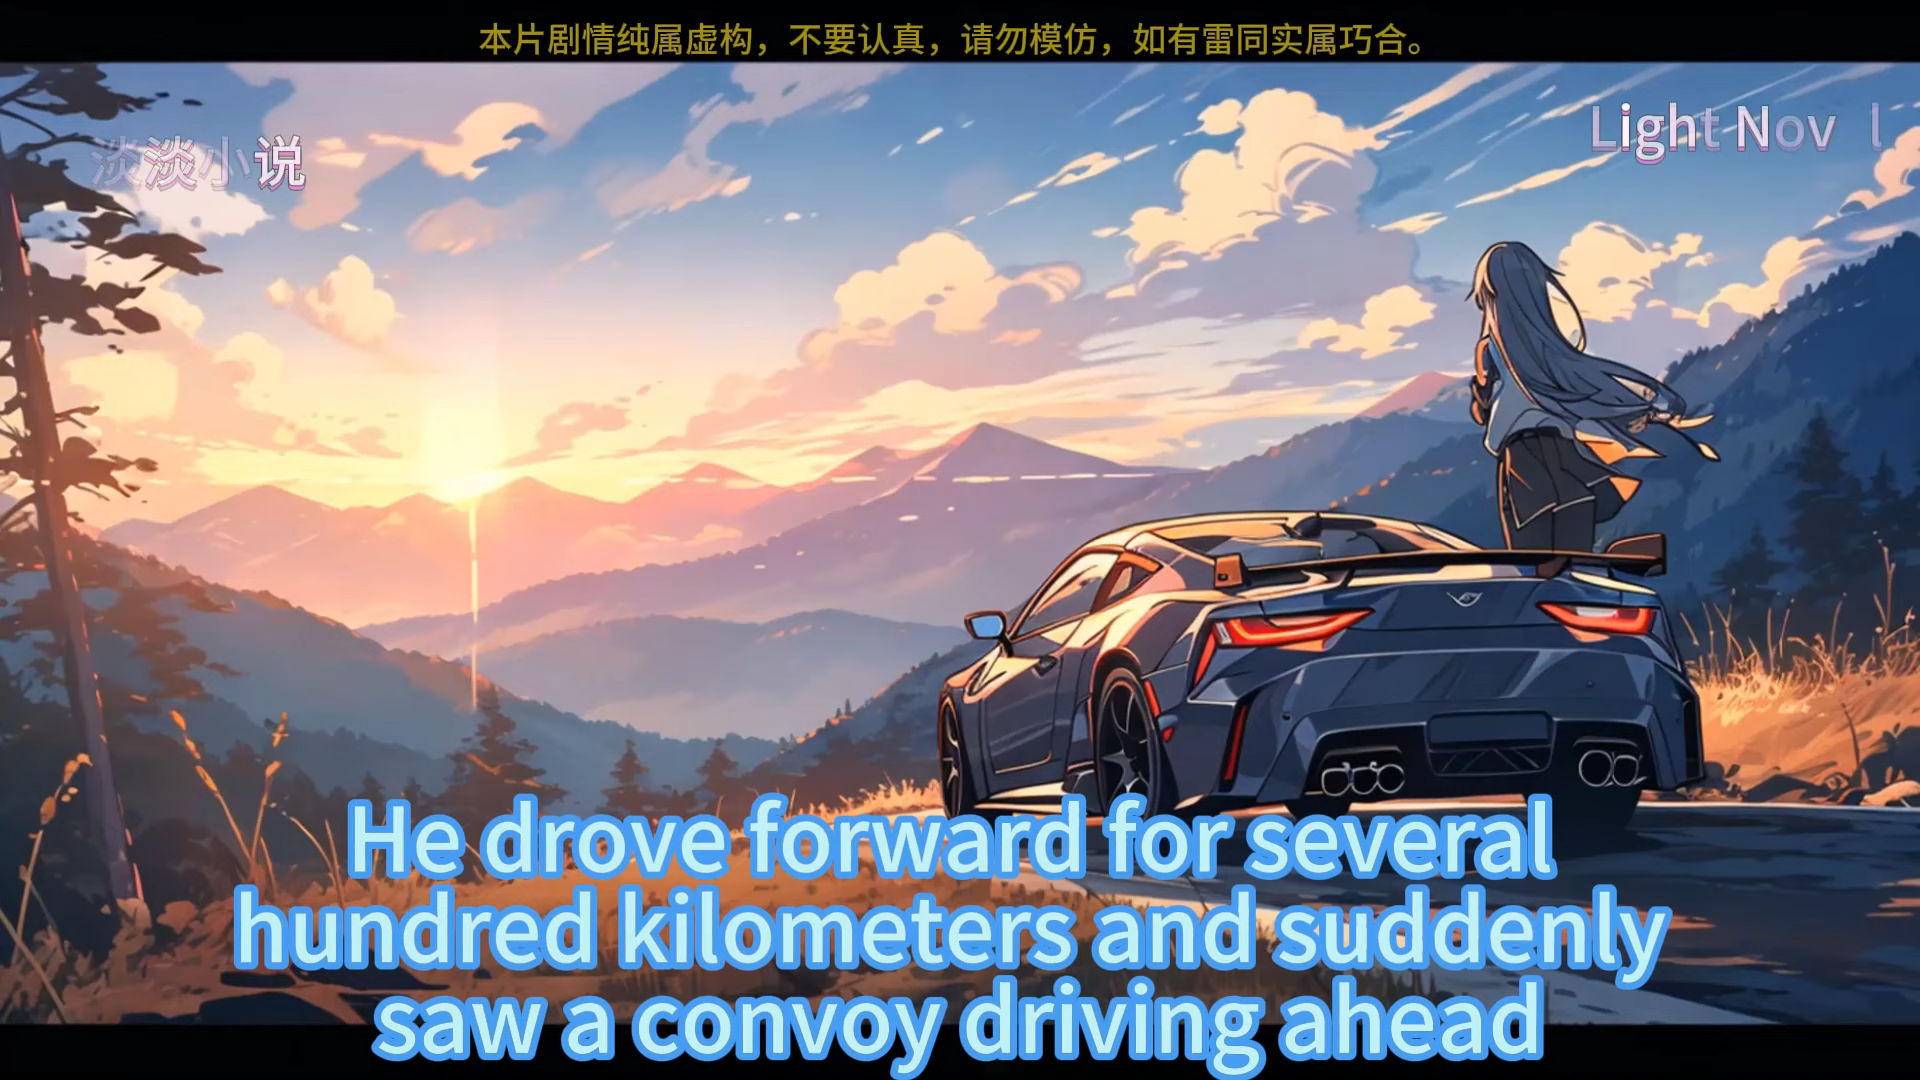 本片剧情纯属虚构，不要认真，请勿模仿，如有雷同实属巧合。
淡淡小说
Light Nov l
He drove forward for several
hundred kilometers and suddenly
saw a convoy driving ahead